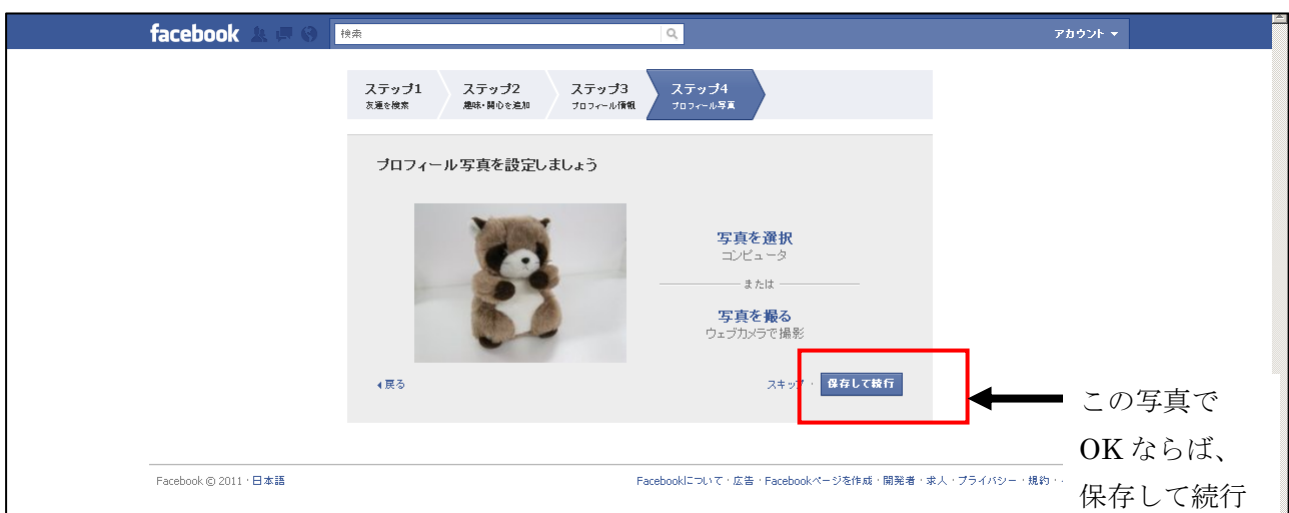 facebook 検索 アカウント
ステップ1 ステップ2 ステップ3 ステップ4
友達を検索 趣味・関心を追加 プロフィール情報 プロフィール写真
プロフィール写真を設定しましょう
写真を選択
コンピュータ
または
写真を撮る
ウェブカメラで撮影
戻る スキップ · 保存して続行
この写真で
OK ならば、
保存して続行
Facebook © 2011 · 日本語 Facebookについて · 広告 · Facebookページを作成 · 開発者 · 求人 · プライバシー · 規約 ·